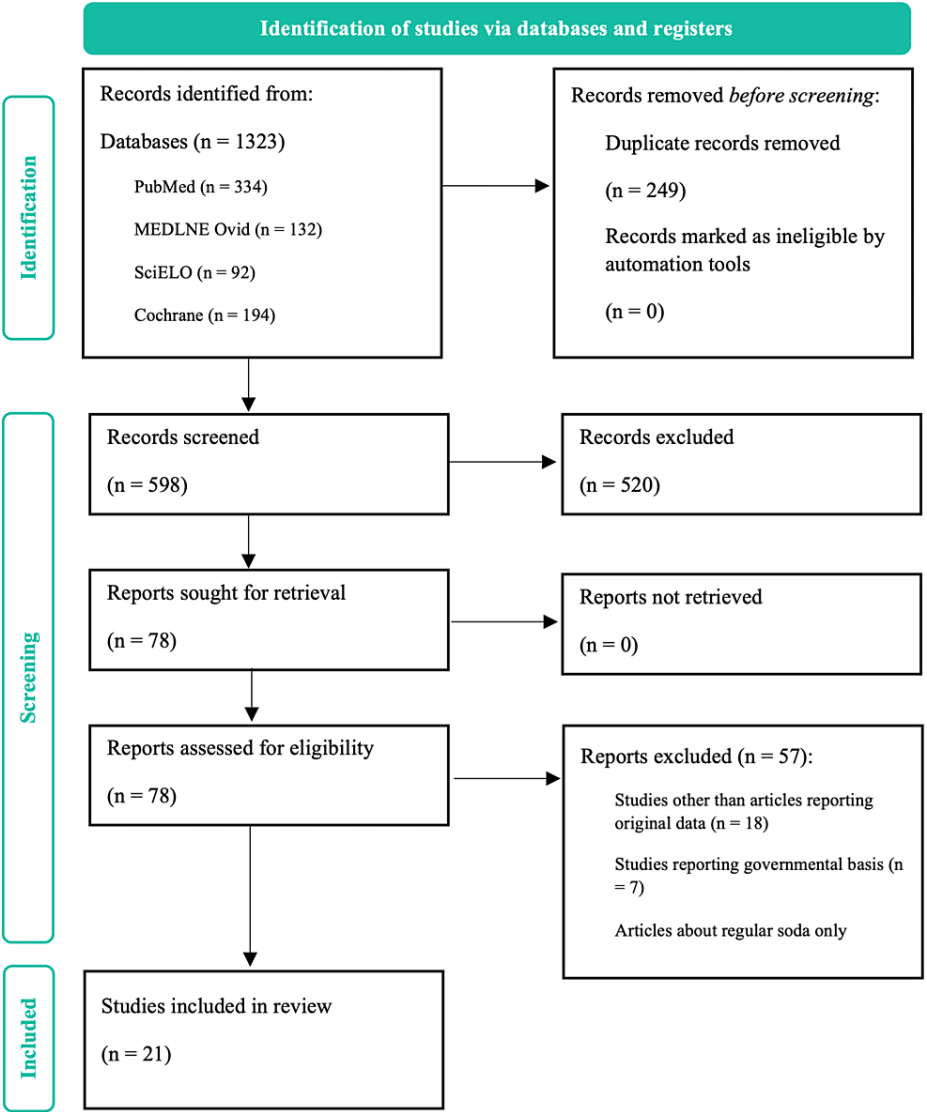 Identification of studies via databases and registers
Identification
Records identified from:
Databases (n = 1323)
PubMed (n = 334)
MEDLNE Ovid (n = 132)
SciELO (n = 92)
Cochrane (n = 194)
Records removed before screening:
Duplicate records removed
(n = 249)
Records marked as ineligible by
automation tools
(n = 0)
Screening
Records screened
(n = 598)
Records excluded
(n = 520)
Reports sought for retrieval
(n = 78)
Reports not retrieved
(n = 0)
Reports assessed for eligibility
(n = 78)
Reports excluded (n = 57):
Studies other than articles reporting
original data (n = 18)
Studies reporting governmental basis (n
= 7)
Articles about regular soda only
Included
Studies included in review
(n = 21)